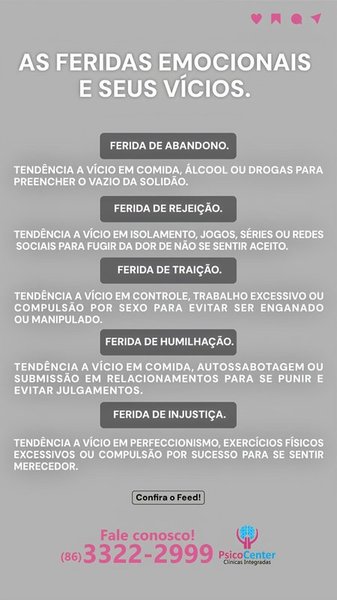 AS FERIDAS EMOCIONAIS
E SEUS VÍCIOS.
FERIDA DE ABANDONO.
TENDÊNCIA A VÍCIO EM COMIDA, ÁLCOOL OU DROGAS PARA
PREENCHER O VAZIO DA SOLIDÃO.
FERIDA DE REJEIÇÃO.
TENDÊNCIA A VÍCIO EM ISOLAMENTO, JOGOS, SÉRIES OU REDES
SOCIAIS PARA FUGIR DA DOR DE NÃO SE SENTIR ACEITO.
FERIDA DE TRAIÇÃO.
TENDÊNCIA A VÍCIO EM CONTROLE, TRABALHO EXCESSIVO OU
COMPULSÃO POR SEXO PARA EVITAR SER ENGANADO
OU MANIPULADO.
FERIDA DE HUMILHAÇÃO.
TENDÊNCIA A VÍCIO EM COMIDA, AUTOSSABOTAGEM OU
SUBMISSÃO EM RELACIONAMENTOS PARA SE PUNIR E
EVITAR JULGAMENTOS.
FERIDA DE INJUSTIÇA.
TENDÊNCIA A VÍCIO EM PERFECCIONISMO, EXERCÍCIOS FÍSICOS
EXCESSIVOS OU COMPULSÃO POR SUCESSO PARA SE SENTIR
MERECEDOR.
Confira o Feed!
Fale conosco!
(86) 3322-2999
PsicoCenter
Clínicas Integradas